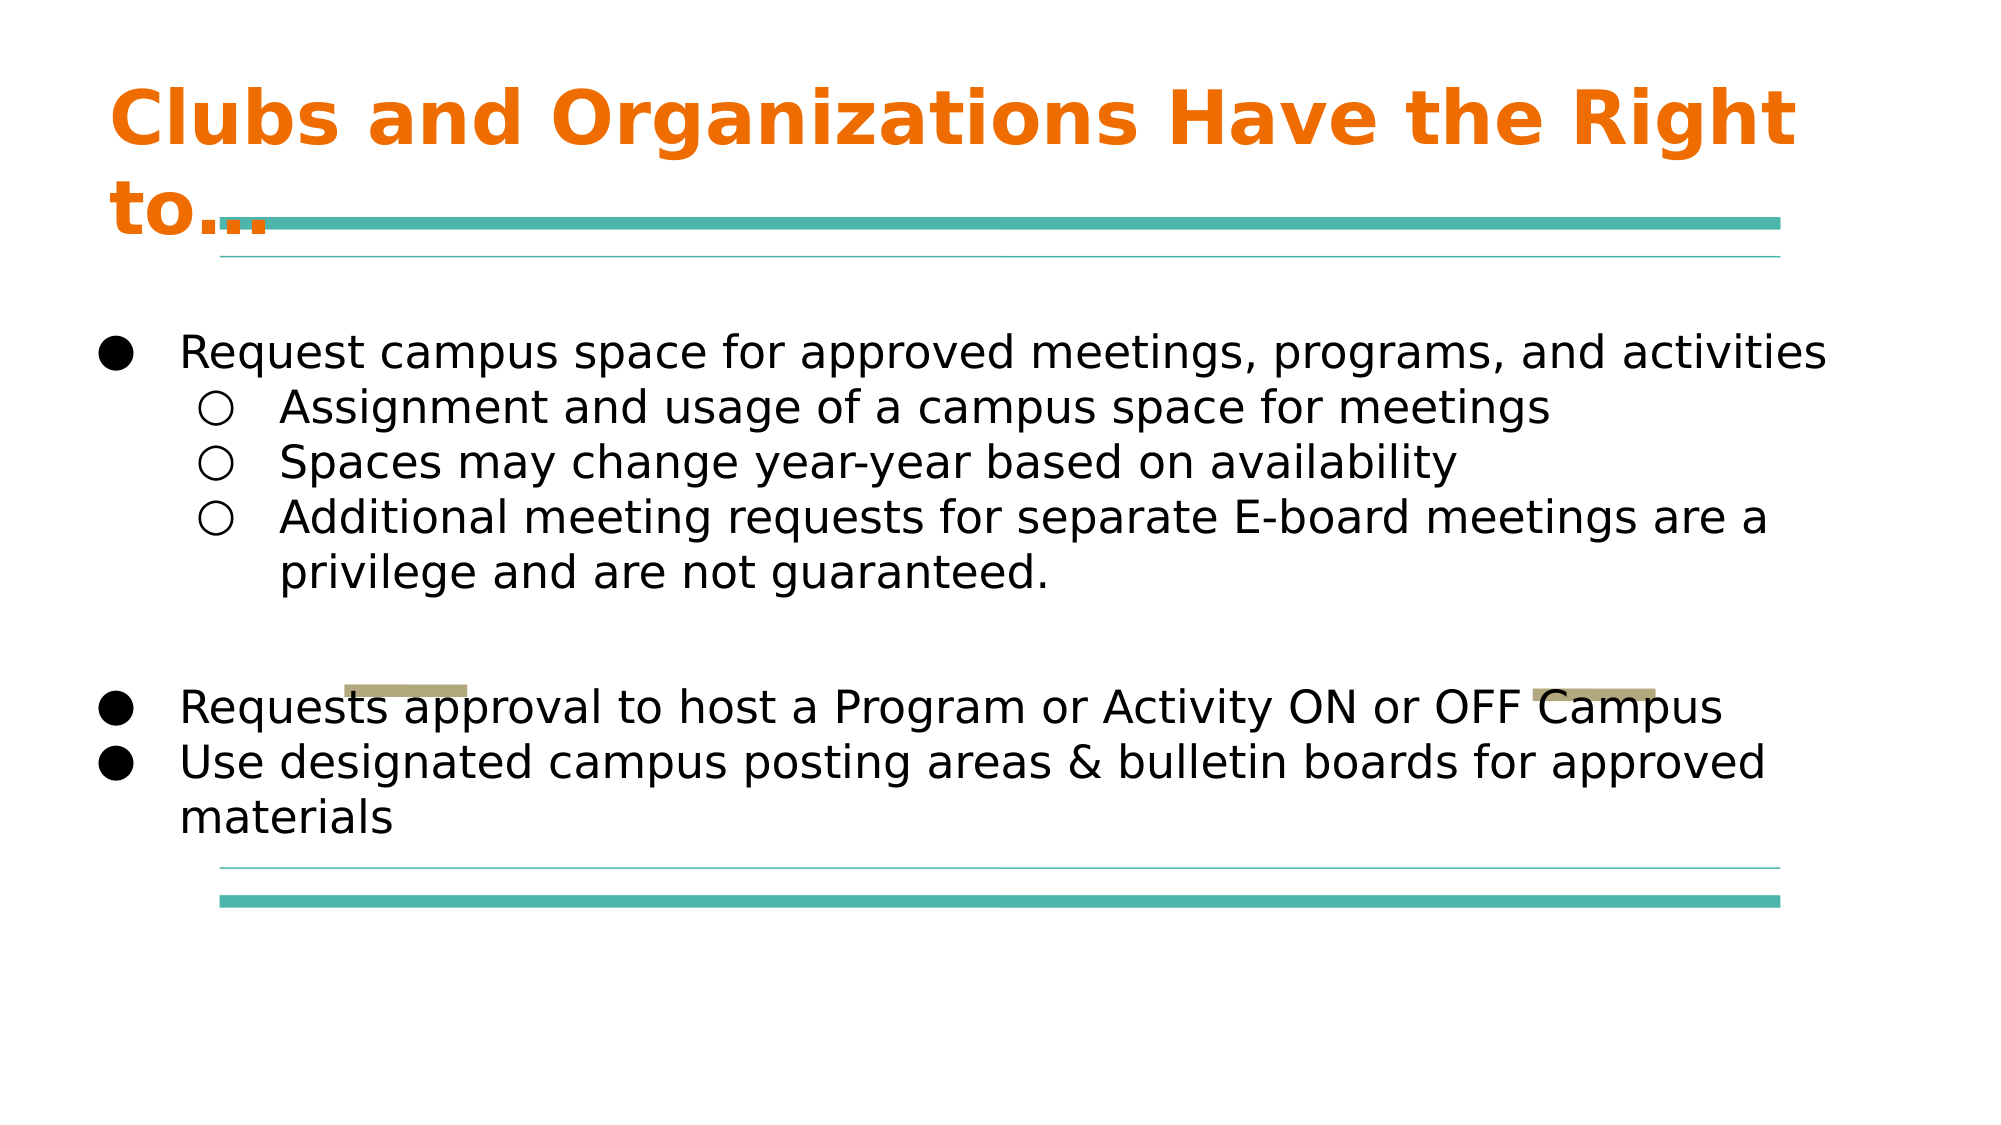 Clubs and Organizations Have the Right
to…
● Request campus space for approved meetings, programs, and activities
○ Assignment and usage of a campus space for meetings
○ Spaces may change year-year based on availability
○ Additional meeting requests for separate E-board meetings are a
privilege and are not guaranteed.
● Requests approval to host a Program or Activity ON or OFF Campus
● Use designated campus posting areas & bulletin boards for approved
materials